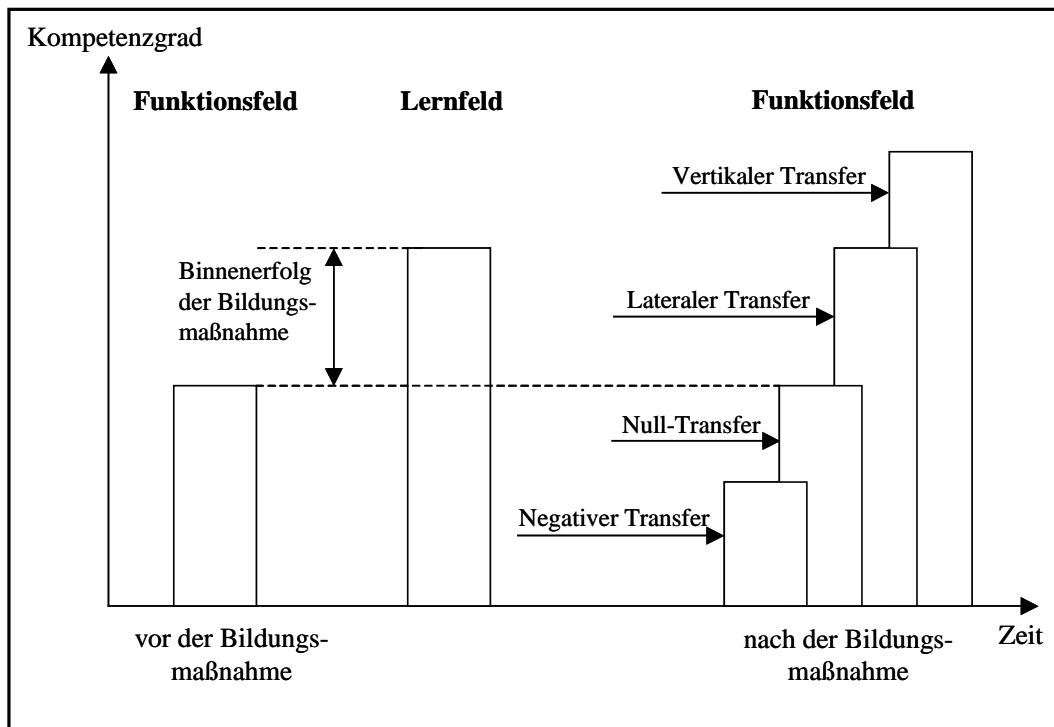 Kompetenzgrad
Funktionsfeld
Lernfeld
Funktionsfeld
Vertikaler Transfer
Binnenerfolg
der Bildungs-
maßnahme
Lateraler Transfer
Null-Transfer
Negativer Transfer
vor der Bildungs-
maßnahme
nach der Bildungs-
maßnahme
Zeit